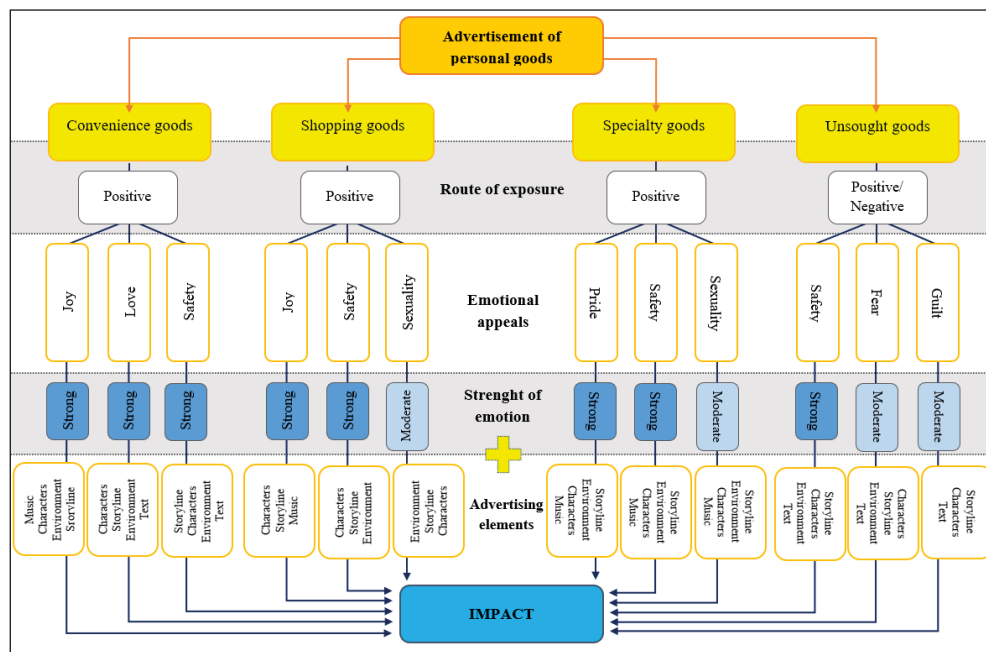 Advertisement of
personal goods
Convenience goods
Shopping goods
Specialty goods
Unsought goods
Positive
Positive
Route of exposure
Positive
Positive/
Negative
Joy
Love
Safety
Joy
Safety
Sexuality
Emotional
appeals
Pride
Safety
Sexuality
Safety
Fear
Guilt
Strong
Strong
Strong
Strong
Strong
Moderate
Strenght of
emotion
Strong
Strong
Moderate
Strong
Moderate
Moderate
Music
Characters
Environment
Sroryline
Characters
Storyline
Environment
Text
Storyline
Characters
Environment
Text
Characters
Storyline
Music
Characters
Storyline
Environment
Environment
Storyline
Characters
Advertising
elements
Storyline
Environment
Characters
Music
Storyline
Environment
Characters
Music
Storyline
Environment
Characters
Music
Storyline
Characters
Environment
Text
Characters
Storyline
Environment
Text
Storyline
Characters
Text
IMPACT